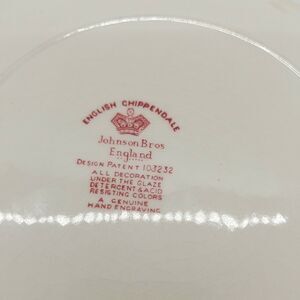 ENGLISH CHIPPENDALE
Johnson Bros
England
DESIGN PATENT 103232
ALL DECORATION
UNDER THE GLAZE
DETERGENT & ACID
RESISTING COLORS
A GENUINE
HAND ENGRAVING